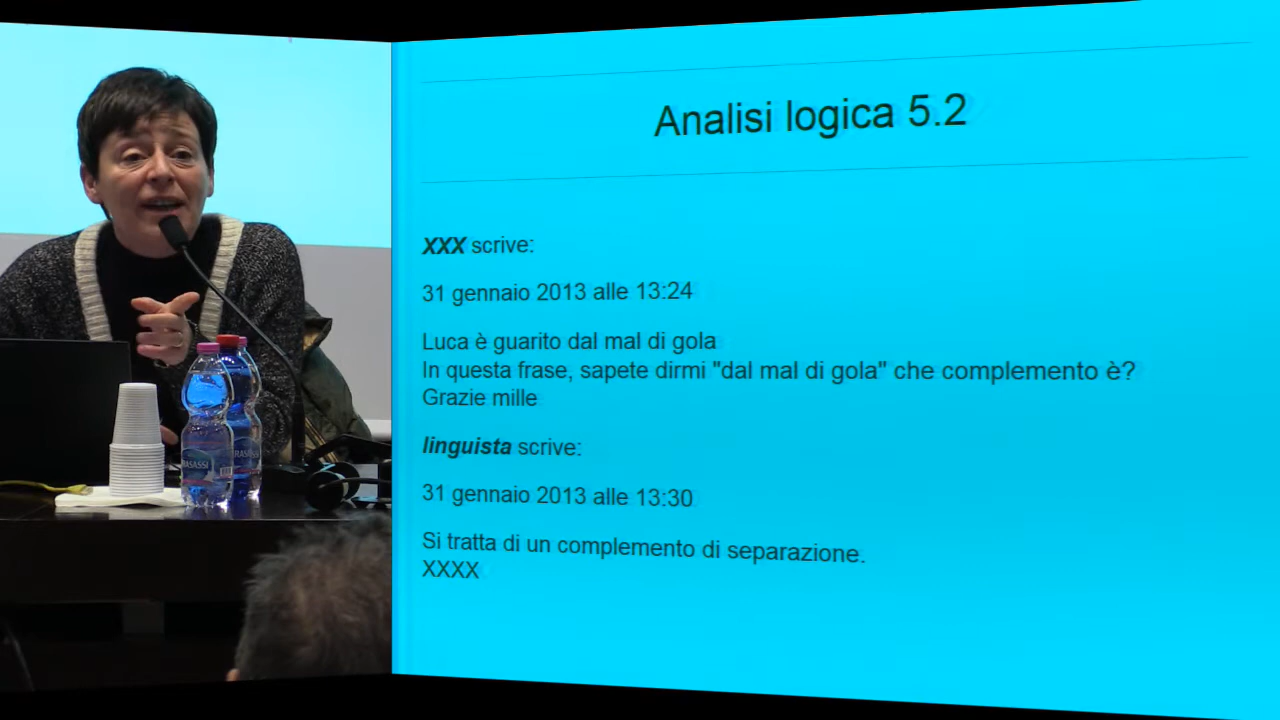 Analisi logica 5.2
XXX scrive:
31 gennaio 2013 alle 13:24
Luca è guarito dal mal di gola
In questa frase, sapete dirmi "dal mal di gola" che complemento è?
Grazie mille
linguista scrive:
31 gennaio 2013 alle 13:30
Si tratta di un complemento di separazione.
XXXX